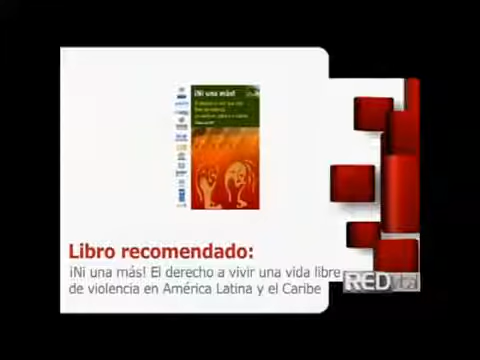 ¡Ni una más!
Libro recomendado:
¡Ni una más! El derecho a vivir una vida libre
de violencia en América Latina y el Caribe
RED